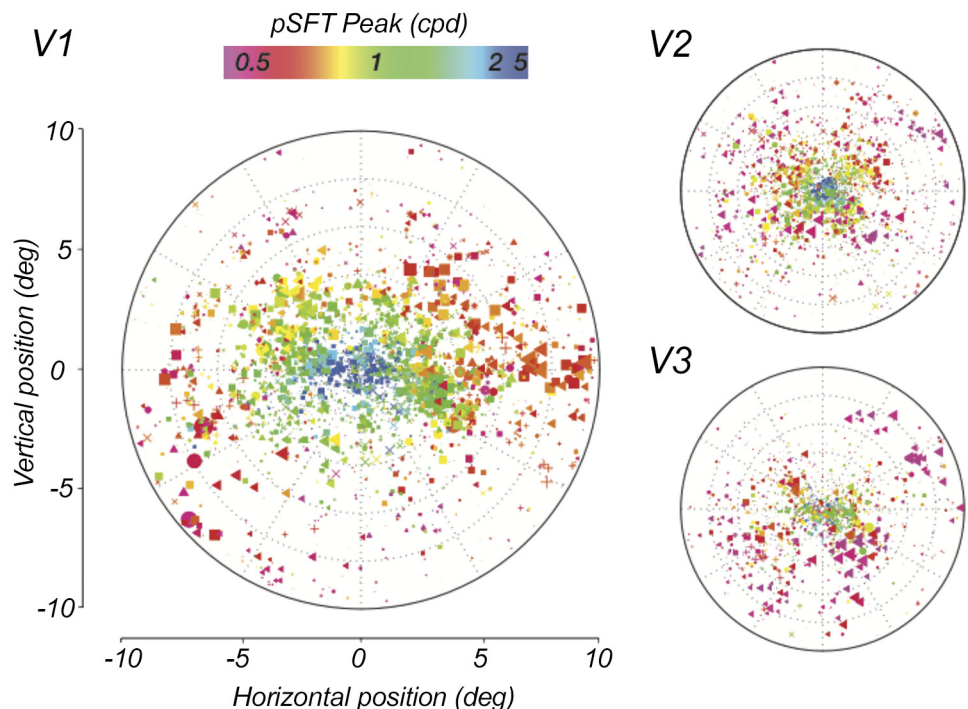 V1
pSFT Peak (cpd)
0.5 1 2 5
V2
10
5
0
-5
-10
Vertical position (deg)
-10 -5 0 5 10
Horizontal position (deg)
V3